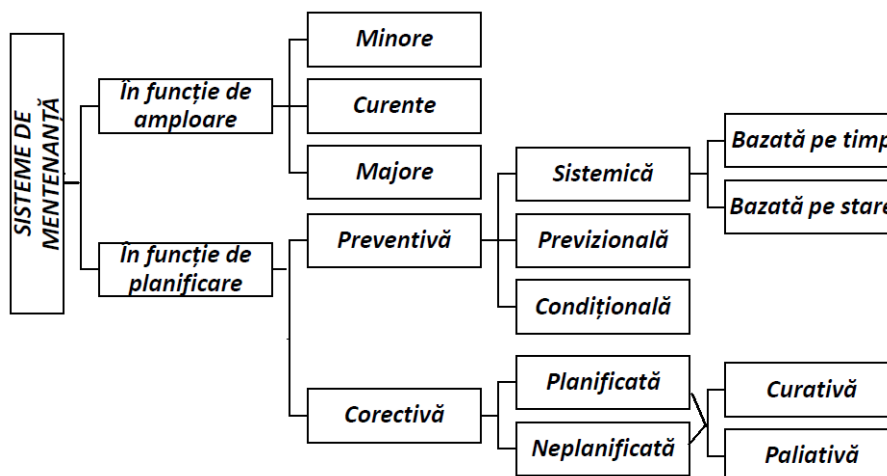 SISTEME DE
MENTENANȚĂ
În funcție de
amploare
Minore
Curente
Majore
În funcție de
planificare
Preventivă
Sistemică
Bazată pe timp
Bazată pe stare
Previzională
Condițională
Corectivă
Planificată
Neplanificată
Curativă
Paliativă